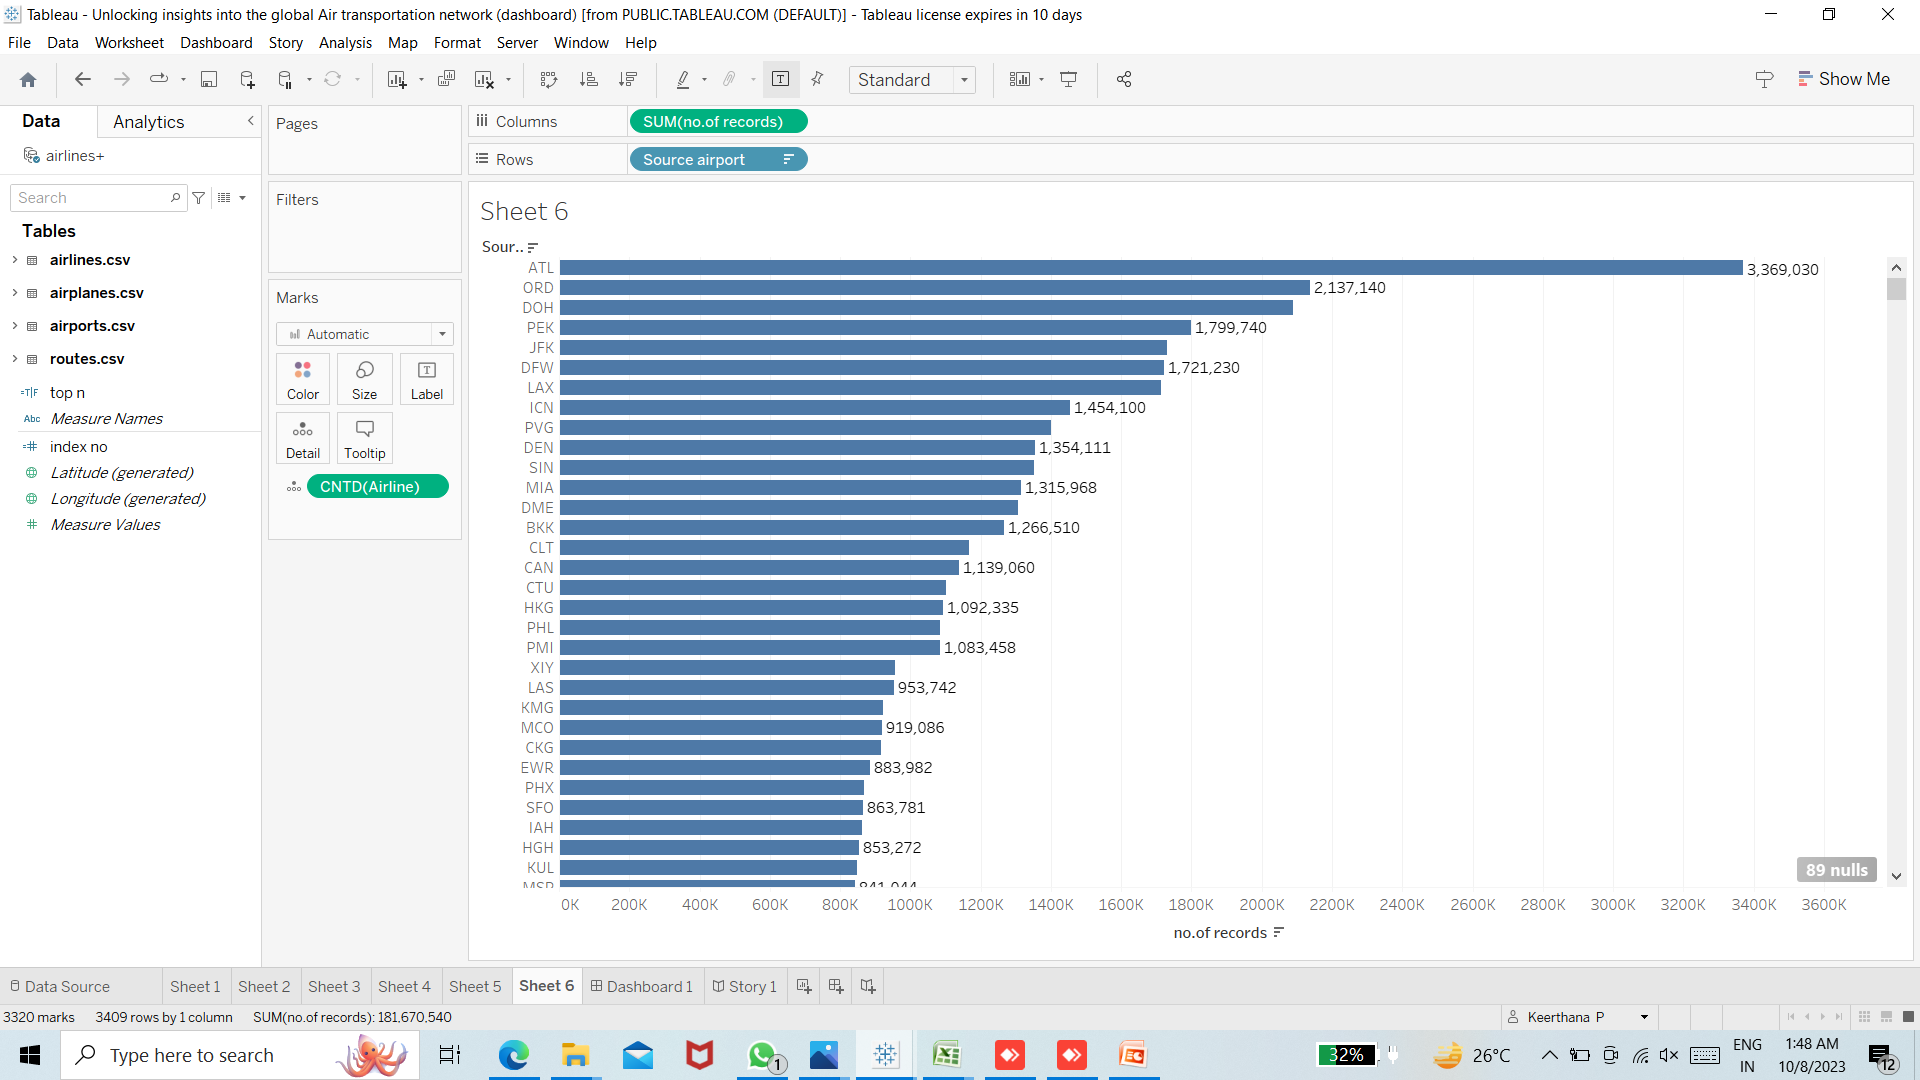 Tableau - Unlocking insights into the global Air transportation network (dashboard) [from PUBLIC.TABLEAU.COM (DEFAULT)] - Tableau license expires in 10 days
File Data Worksheet Dashboard Story Analysis Map Format Server Window Help
Standard
Show Me
Data Analytics
airlines+
Search
Tables
airlines.csv
airplanes.csv
airports.csv
routes.csv
T|F top n
Abc Measure Names
index no
Latitude (generated)
Longitude (generated)
Measure Values
Pages
Filters
Marks
Automatic
Color Size Label
Detail Tooltip
CNTD(Airline)
Columns SUM(no.of records)
Rows Source airport
Sheet 6
Sour..
ATL 3,369,030
ORD 2,137,140
DOH
PEK 1,799,740
JFK
DFW 1,721,230
LAX
ICN 1,454,100
PVG
DEN 1,354,111
SIN
MIA 1,315,968
DME
BKK 1,266,510
CLT
CAN 1,139,060
CTU
HKG 1,092,335
PHL
PMI 1,083,458
XIY
LAS 953,742
KMG
MCO 919,086
CKG
EWR 883,982
PHX
SFO 863,781
IAH
HGH 853,272
KUL
MSP 841,044
89 nulls
0K 200K 400K 600K 800K 1000K 1200K 1400K 1600K 1800K 2000K 2200K 2400K 2600K 2800K 3000K 3200K 3400K 3600K
no.of records
Data Source Sheet 1 Sheet 2 Sheet 3 Sheet 4 Sheet 5 Sheet 6 Dashboard 1 Story 1
3320 marks 3409 rows by 1 column SUM(no.of records): 181,670,540
Keerthana P
Type here to search
1
32%
26°C
ENG
IN
1:48 AM
10/8/2023
12